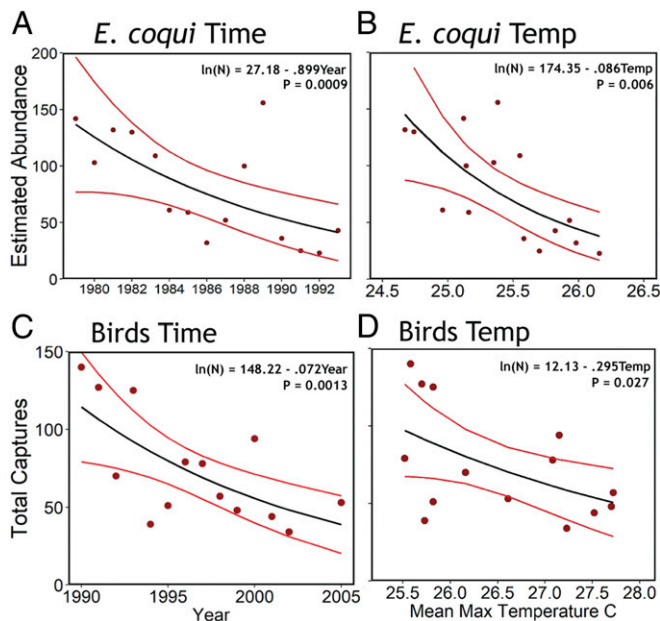 A
E. coqui Time
ln(N) = 27.18 - .899Year
P = 0.0009
200
150
100
50
0
Estimated Abundance
1980 1982 1984 1986 1988 1990 1992
B
E. coqui Temp
ln(N) = 174.35 - .086Temp
P = 0.006
24.5 25.0 25.5 26.0 26.5
C
Birds Time
ln(N) = 148.22 - .072Year
P = 0.0013
150
100
50
0
Total Captures
1990 1995 2000 2005
Year
D
Birds Temp
ln(N) = 12.13 - .295Temp
P = 0.027
25.5 26.0 26.5 27.0 27.5 28.0
Mean Max Temperature C